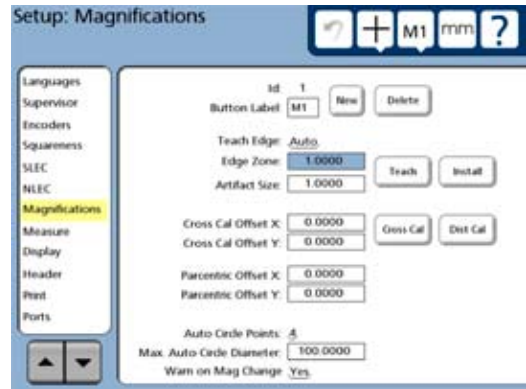 Setup: Magnifications
M1 mm ?
Languages
Supervisor
Encoders
Squareness
SLEC
NLEC
Magnifications
Measure
Display
Header
Print
Ports
Id: 1
Button Label: M1 New Delete
Teach Edge: Auto
Edge Zone: 1.0000
Artifact Size: 1.0000
Teach Install
Cross Cal Offset X: 0.0000
Cross Cal Offset Y: 0.0000
Cross Cal Dist Cal
Parcentric Offset X: 0.0000
Parcentric Offset Y: 0.0000
Auto Circle Points: 4
Max. Auto Circle Diameter: 100.0000
Warn on Mag Change Yes